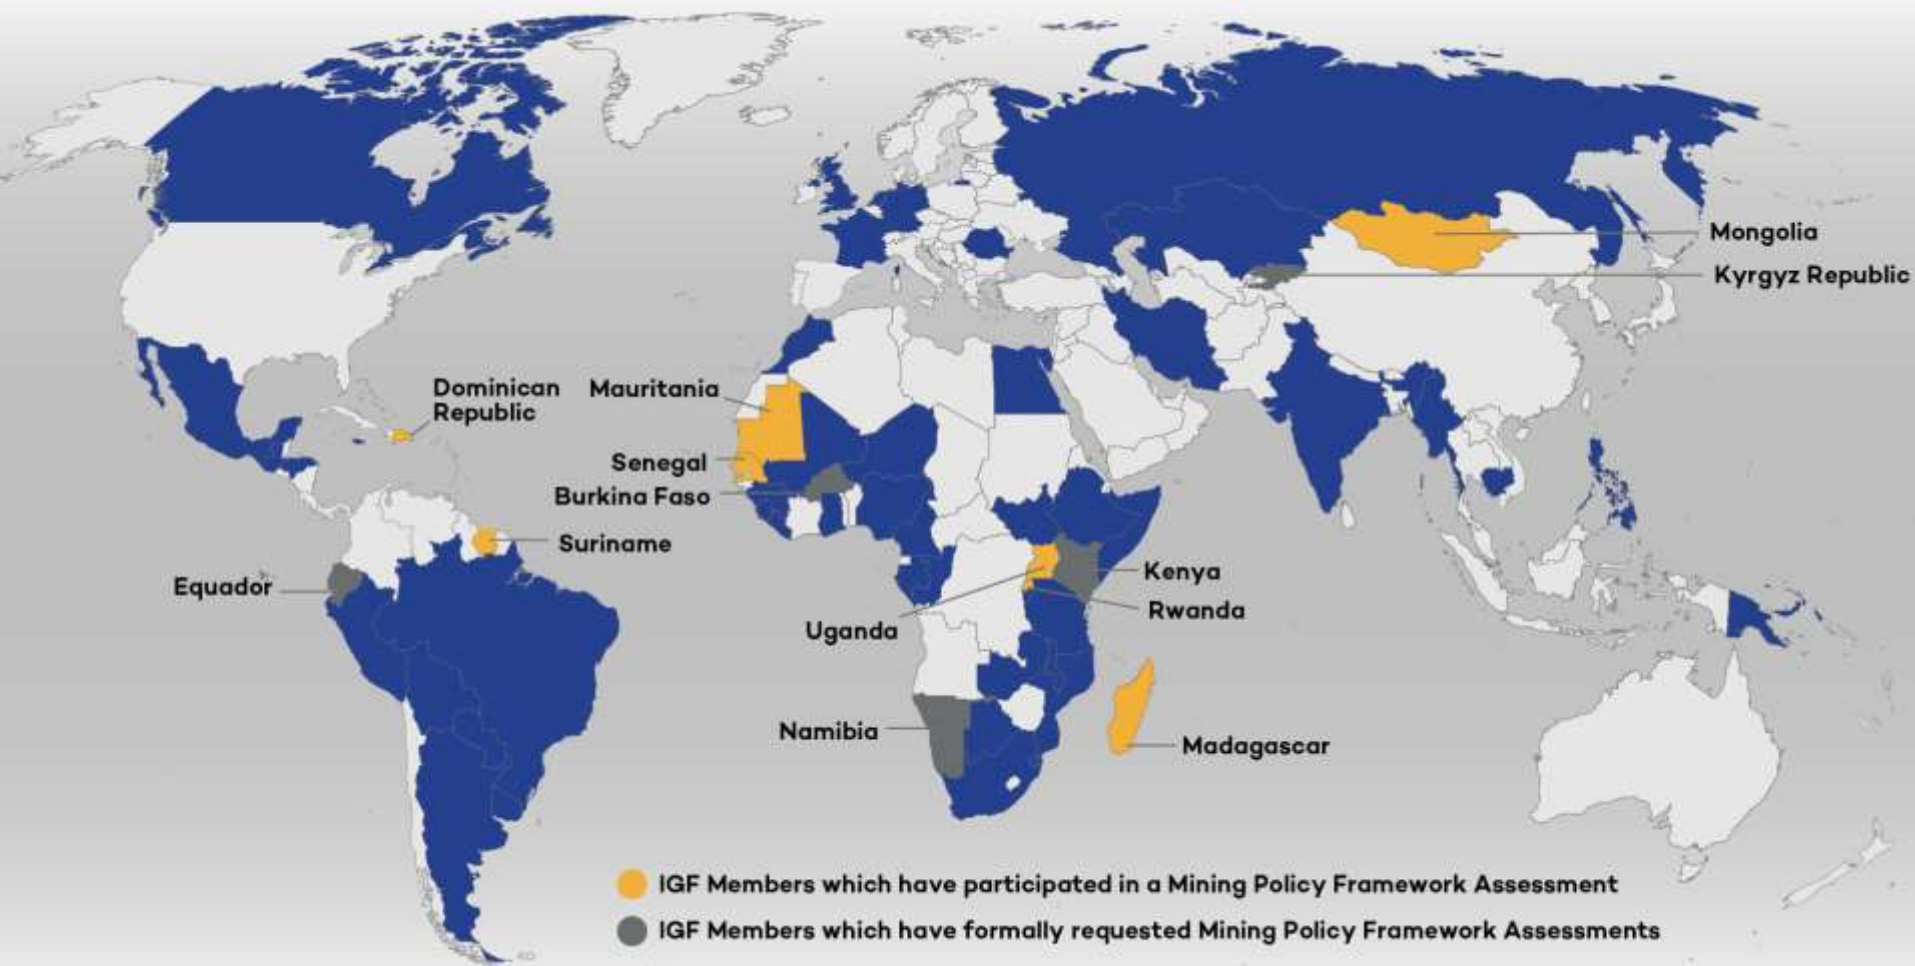 Mongolia
Kyrgyz Republic
Dominican
Republic
Mauritania
Senegal
Burkina Faso
Suriname
Equador
Kenya
Rwanda
Uganda
Namibia
Madagascar
IGF Members which have participated in a Mining Policy Framework Assessment
IGF Members which have formally requested Mining Policy Framework Assessments